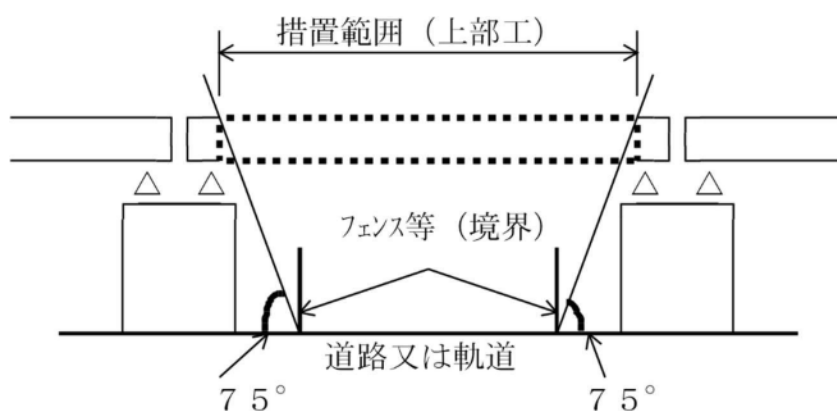 措置範囲（上部工）
フェンス等（境界）
道路又は軌道
７５°
７５°